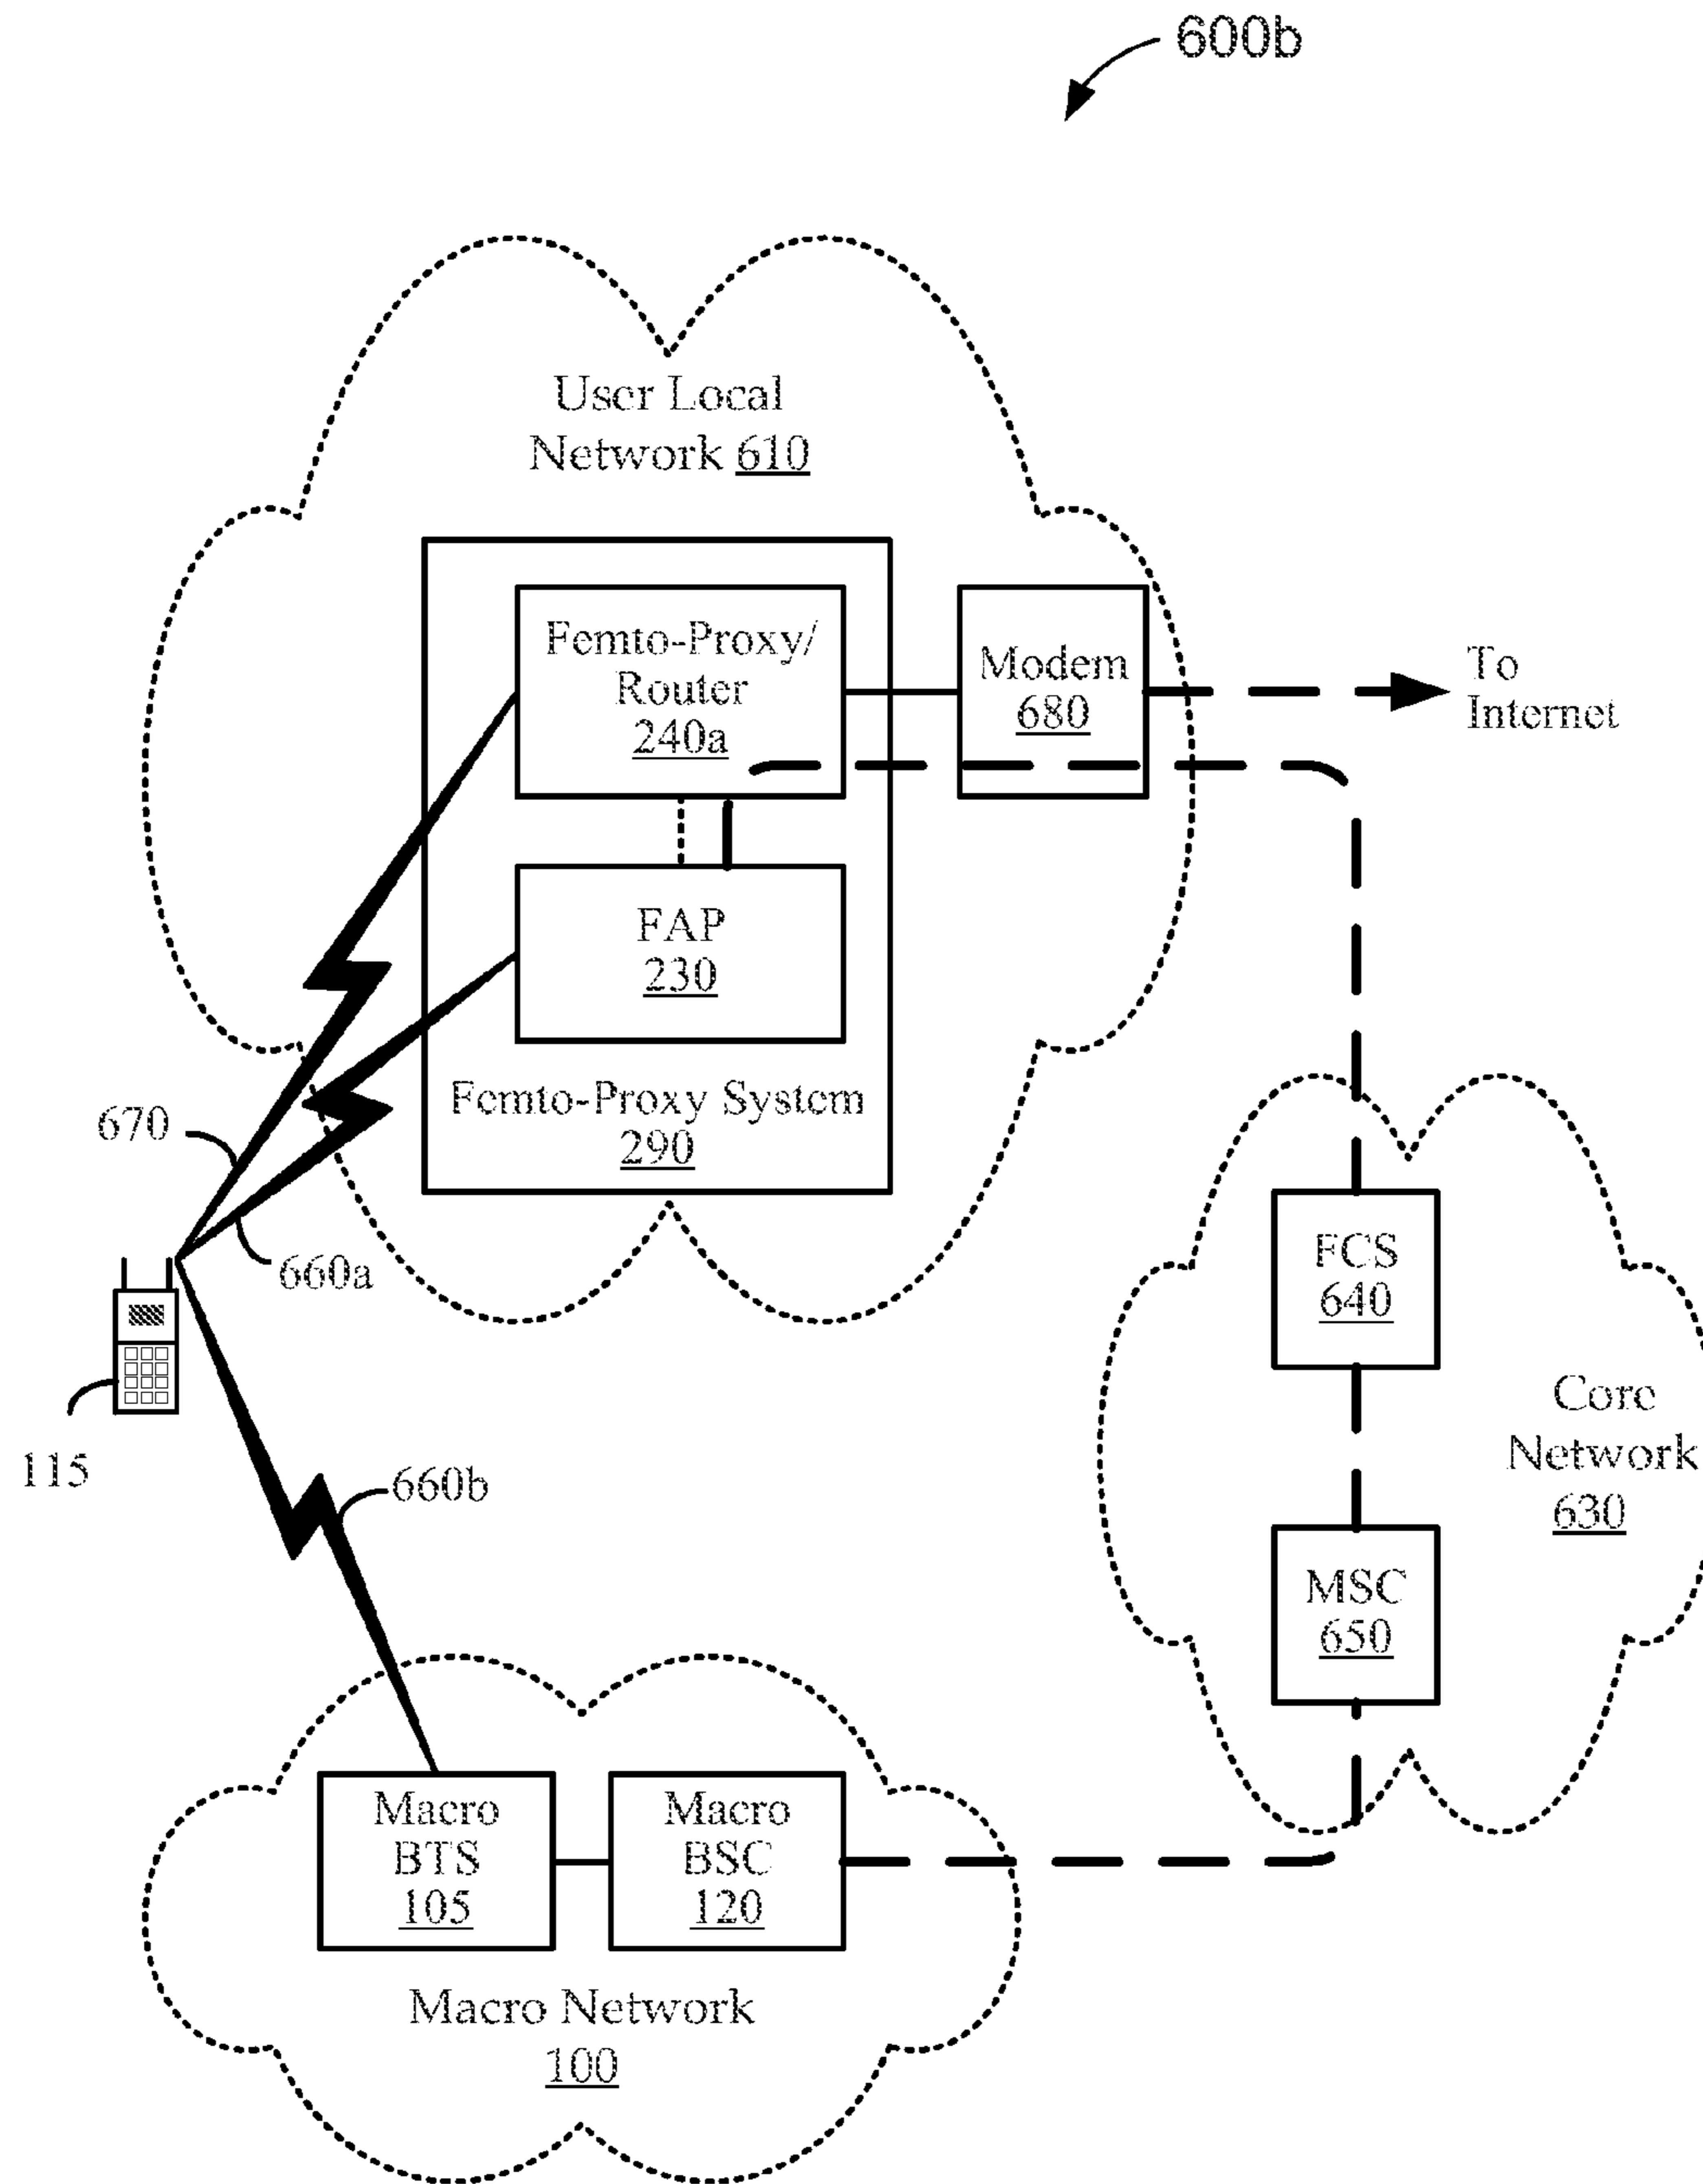 600b
User Local
Network 610
Femto-Proxy/
Router
240a
Modem
680
To
Internet
FAP
230
Femto-Proxy System
290
670
660a
115
660b
FCS
640
Core
Network
630
MSC
650
Macro
BTS
105
Macro
BSC
120
Macro Network
100